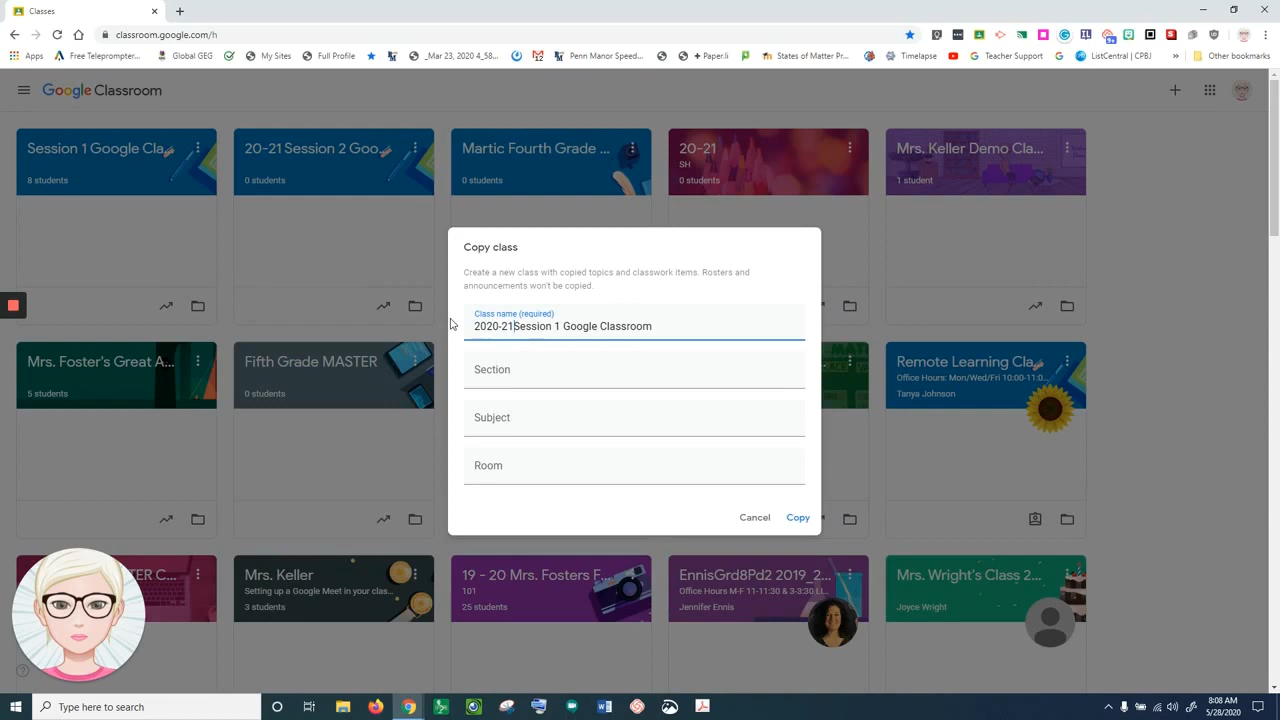 Classes
classroom.google.com/h
Apps
Free Teleprompter...
Global GEG
My Sites
Full Profile
_Mar 23, 2020 4_58...
Penn Manor Speed...
+ Paper.li
States of Matter Pr...
Timelapse
Teacher Support
ListCentral | CPBJ
»
Other bookmarks
Google Classroom
Session 1 Google Cla...
8 students
20-21 Session 2 Goo...
0 students
Martic Fourth Grade ...
0 students
20-21
SH
0 students
Mrs. Keller Demo Cla...
1 student
Copy class
Create a new class with copied topics and classwork items. Rosters and
announcements won't be copied.
Class name (required)
2020-21Session 1 Google Classroom
Section
Subject
Room
Cancel
Copy
Mrs. Foster's Great A...
5 students
Fifth Grade MASTER
0 students
Remote Learning Cla...
Office Hours: Mon/Wed/Fri 10:00-11:0...
Tanya Johnson
TER C...
Mrs. Keller
Setting up a Google Meet in your clas...
3 students
19 - 20 Mrs. Fosters F...
101
25 students
EnnisGrd8Pd2 2019_2...
Office Hours M-F 11-11:30 & 3-3:30 LI...
Jennifer Ennis
Mrs. Wright's Class 2...
Joyce Wright
Type here to search
8:08 AM
5/28/2020